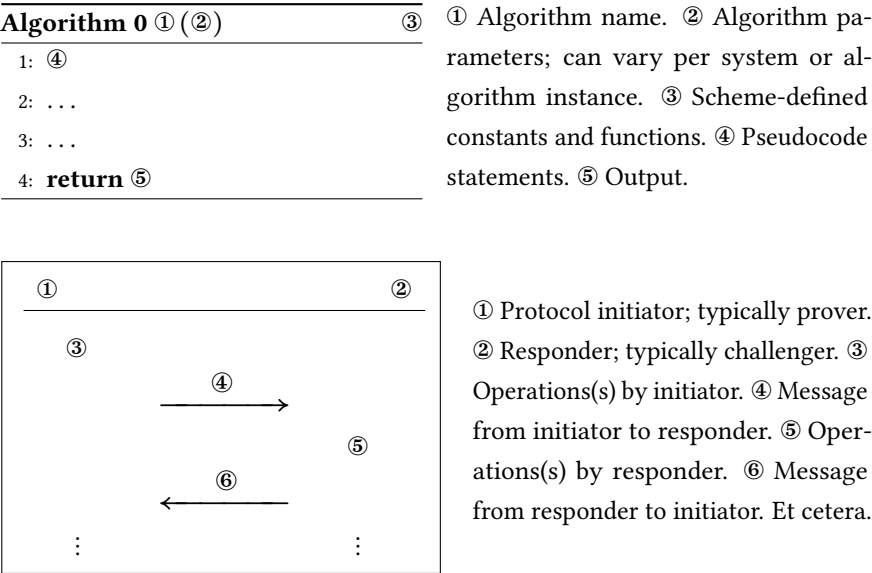 Algorithm 0 ①(②) ③
1: ④
2: ...
3: ...
4: return ⑤
① Algorithm name. ② Algorithm pa-
rameters; can vary per system or al-
gorithm instance. ③ Scheme-defined
constants and functions. ④ Pseudocode
statements. ⑤ Output.
① ②
③
④
⑤
⑥
⋮ ⋮
① Protocol initiator; typically prover.
② Responder; typically challenger. ③
Operations(s) by initiator. ④ Message
from initiator to responder. ⑤ Oper-
ations(s) by responder. ⑥ Message
from responder to initiator. Et cetera.